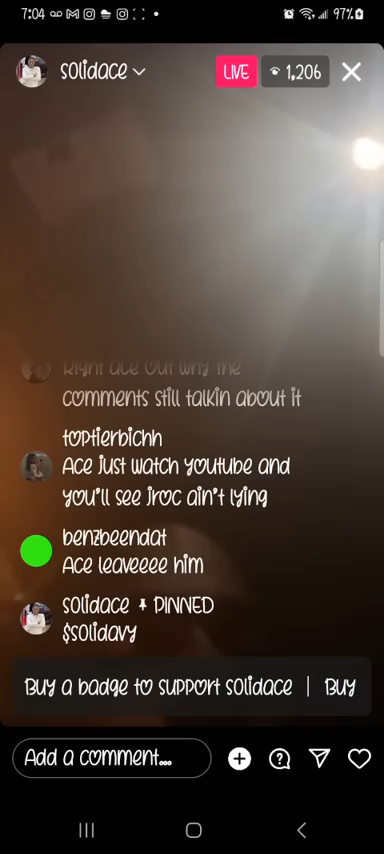 7:04
97%
solidace
LIVE
1,206
Right ace out why the
comments still talkin about it
toptierbichh
Ace just watch youtube and
you'll see jroc ain't lying
benzbeendat
Ace leaveeee him
solidace PINNED
$solidavy
Buy a badge to support solidace | Buy
Add a comment...